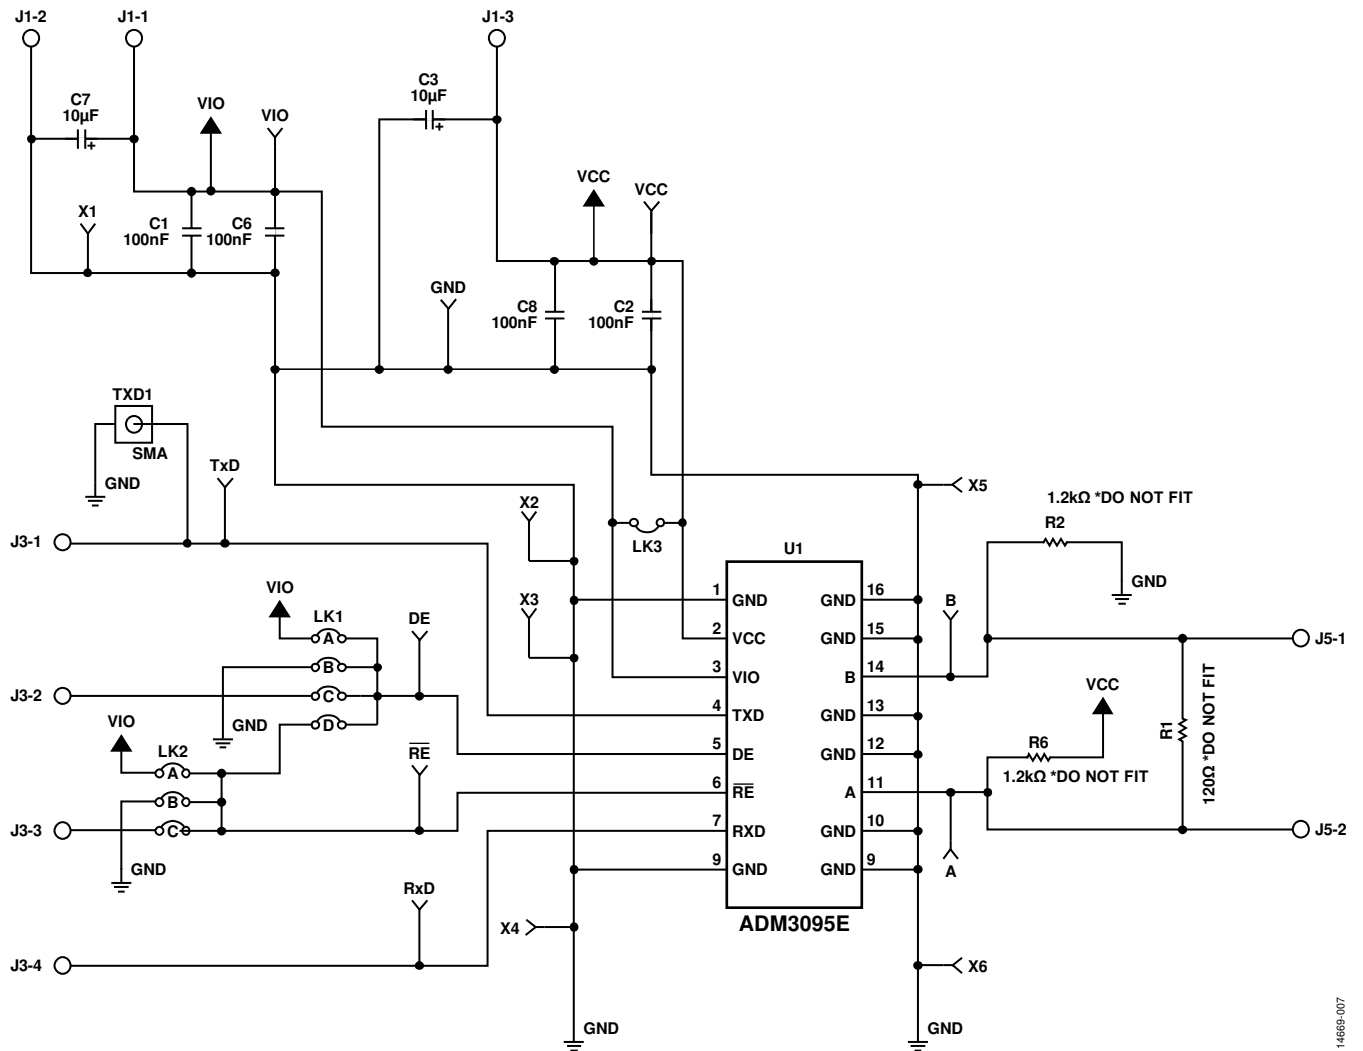 J1-2
J1-1
J1-3
C7
10µF
+
VIO
VIO
C3
10µF
+
X1
C1
100nF
C6
100nF
VCC
VCC
GND
C8
100nF
C2
100nF
TXD1
SMA
GND
TxD
J3-1
X2
LK3
X5
1.2kΩ *DO NOT FIT
R2
GND
U1
X3
VIO
LK1
A
B
C
D
DE
J3-2
GND
VIO
LK2
A
B
C
RE
J3-3
GND
RxD
J3-4
X4
GND
1 GND
2 VCC
3 VIO
4 TXD
5 DE
6 RE
7 RXD
9 GND
GND 16
GND 15
B 14
GND 13
GND 12
A 11
GND 10
GND 9
ADM3095E
B
J5-1
VCC
R6
1.2kΩ *DO NOT FIT
R1
120Ω *DO NOT FIT
J5-2
A
X6
GND
14669-007